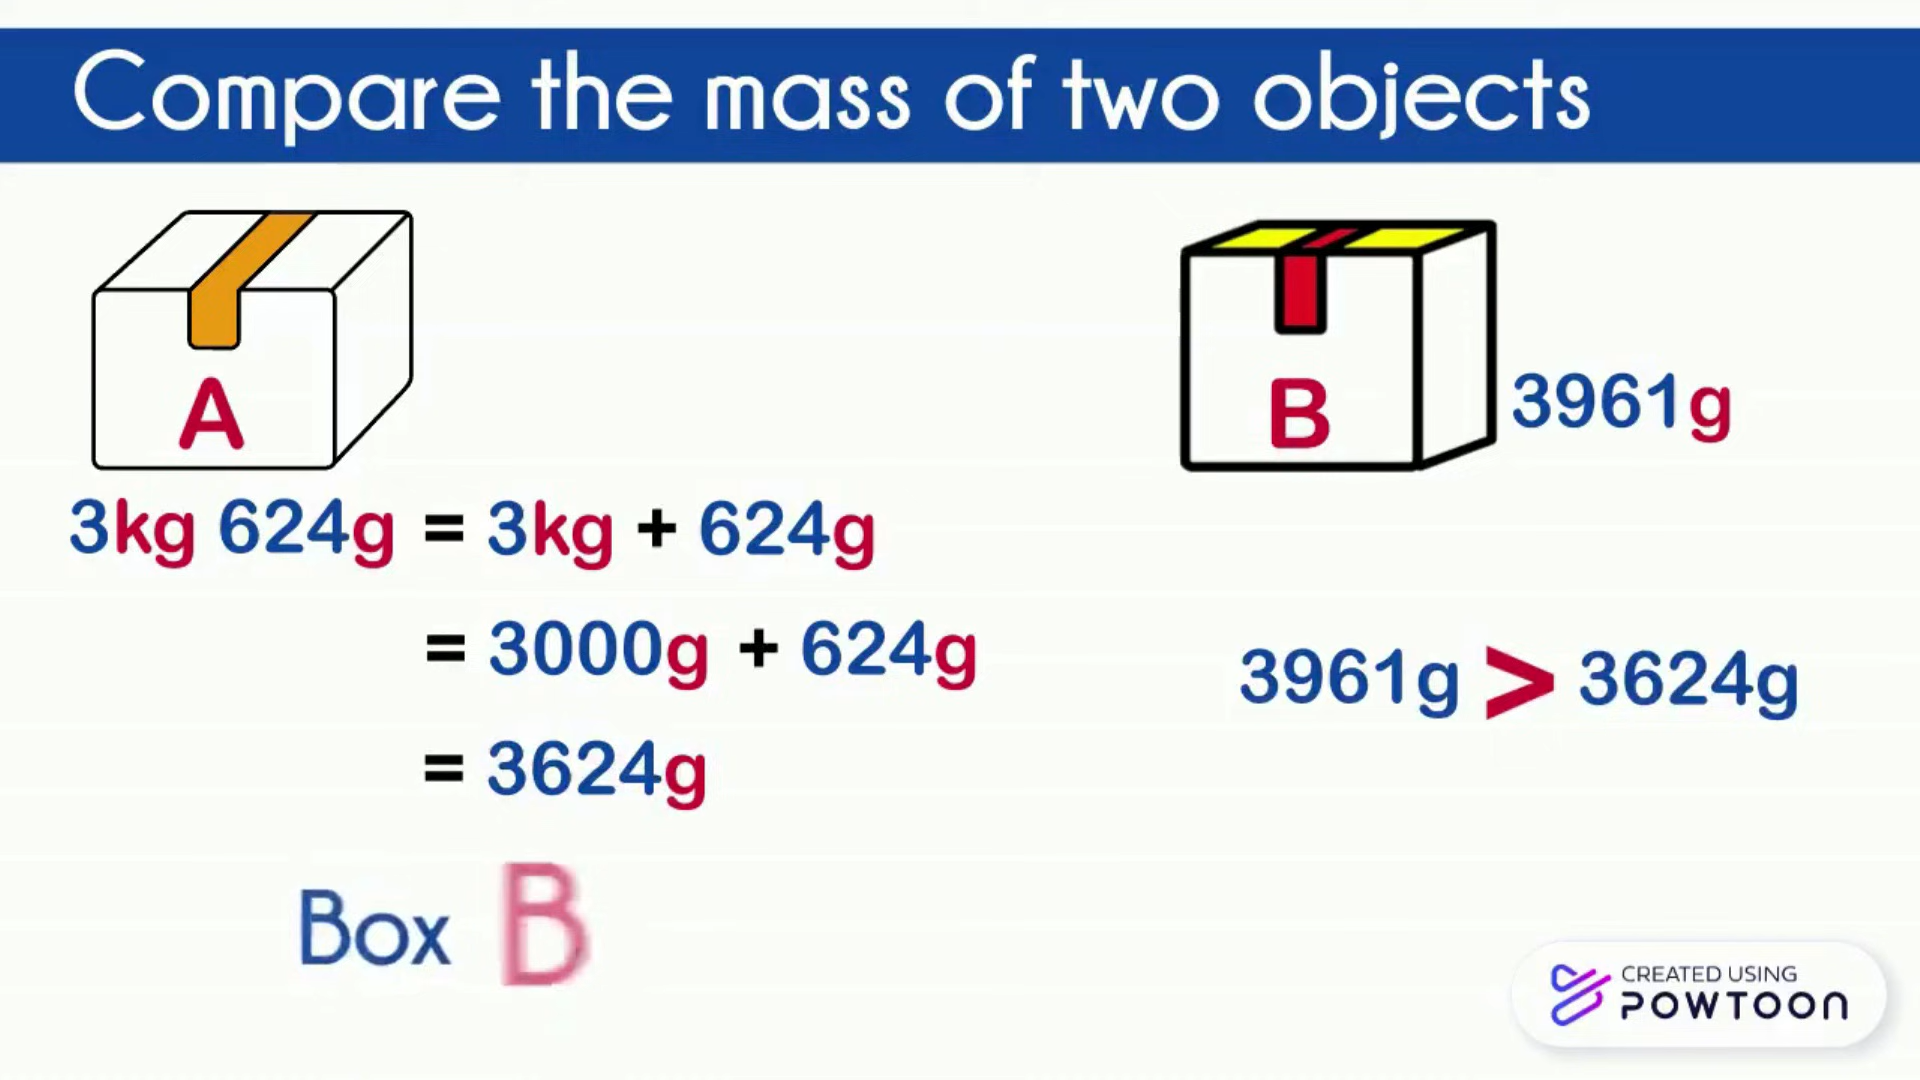 Compare the mass of two objects
A
B
3961g
3kg 624g = 3kg + 624g
= 3000g + 624g
3961g > 3624g
= 3624g
Box B
CREATED USING
POWTOON